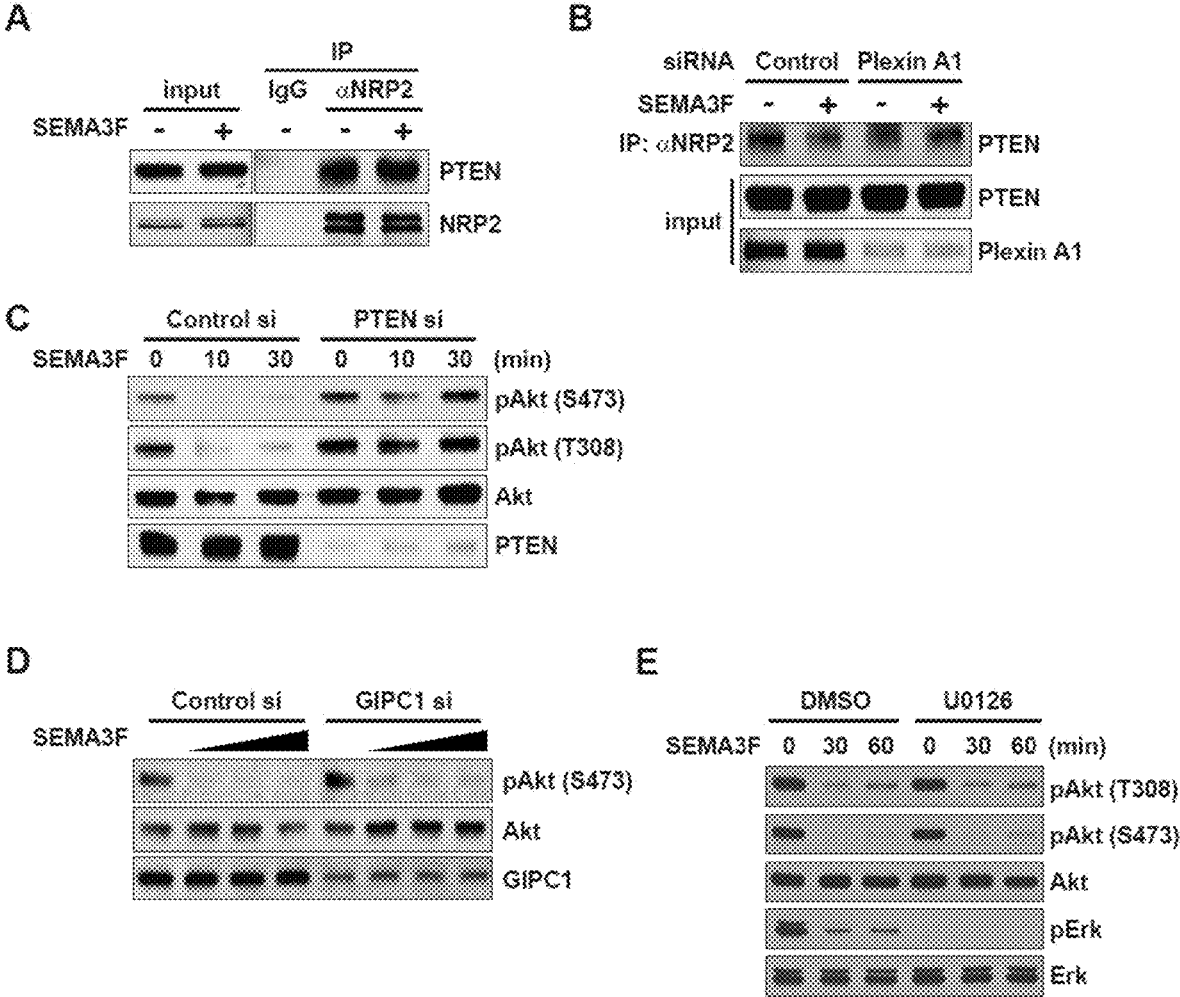 A
IP
input IgG αNRP2
SEMA3F - + - - +
PTEN
NRP2
B
siRNA Control Plexin A1
SEMA3F - + - +
IP: αNRP2 PTEN
input
PTEN
Plexin A1
C
Control si PTEN si
SEMA3F 0 10 30 0 10 30 (min)
pAkt (S473)
pAkt (T308)
Akt
PTEN
D
Control si GIPC1 si
SEMA3F
pAkt (S473)
Akt
GIPC1
E
DMSO U0126
SEMA3F 0 30 60 0 30 60 (min)
pAkt (T308)
pAkt (S473)
Akt
pErk
Erk